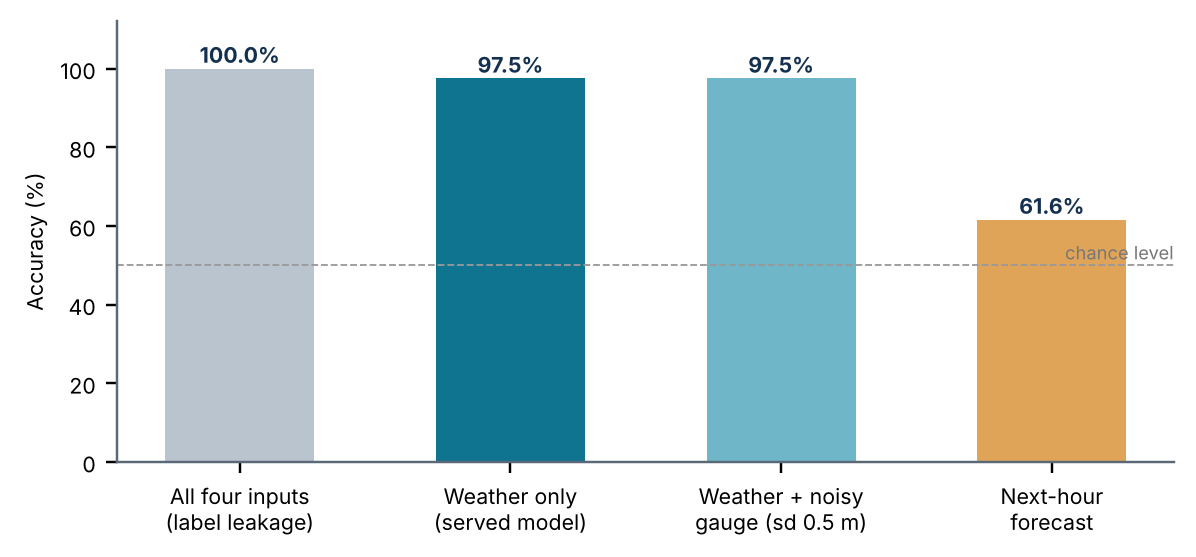 100.0%
97.5%
97.5%
61.6%
chance level
Accuracy (%)
100
80
60
40
20
0
All four inputs
(label leakage)
Weather only
(served model)
Weather + noisy
gauge (sd 0.5 m)
Next-hour
forecast